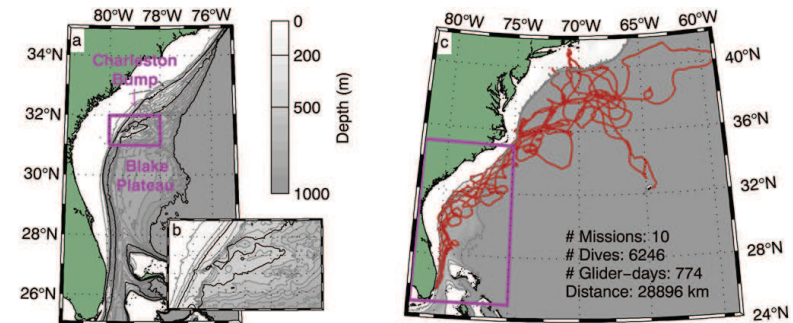 80°W 78°W 76°W
a
34°N
32°N
30°N
28°N
26°N
Charleston
Bump
Blake
Plateau
b
0
200
500
1000
Depth (m)
80°W 75°W 70°W 65°W 60°W
c
40°N
36°N
32°N
28°N
24°N
# Missions: 10
# Dives: 6246
# Glider-days: 774
Distance: 28896 km